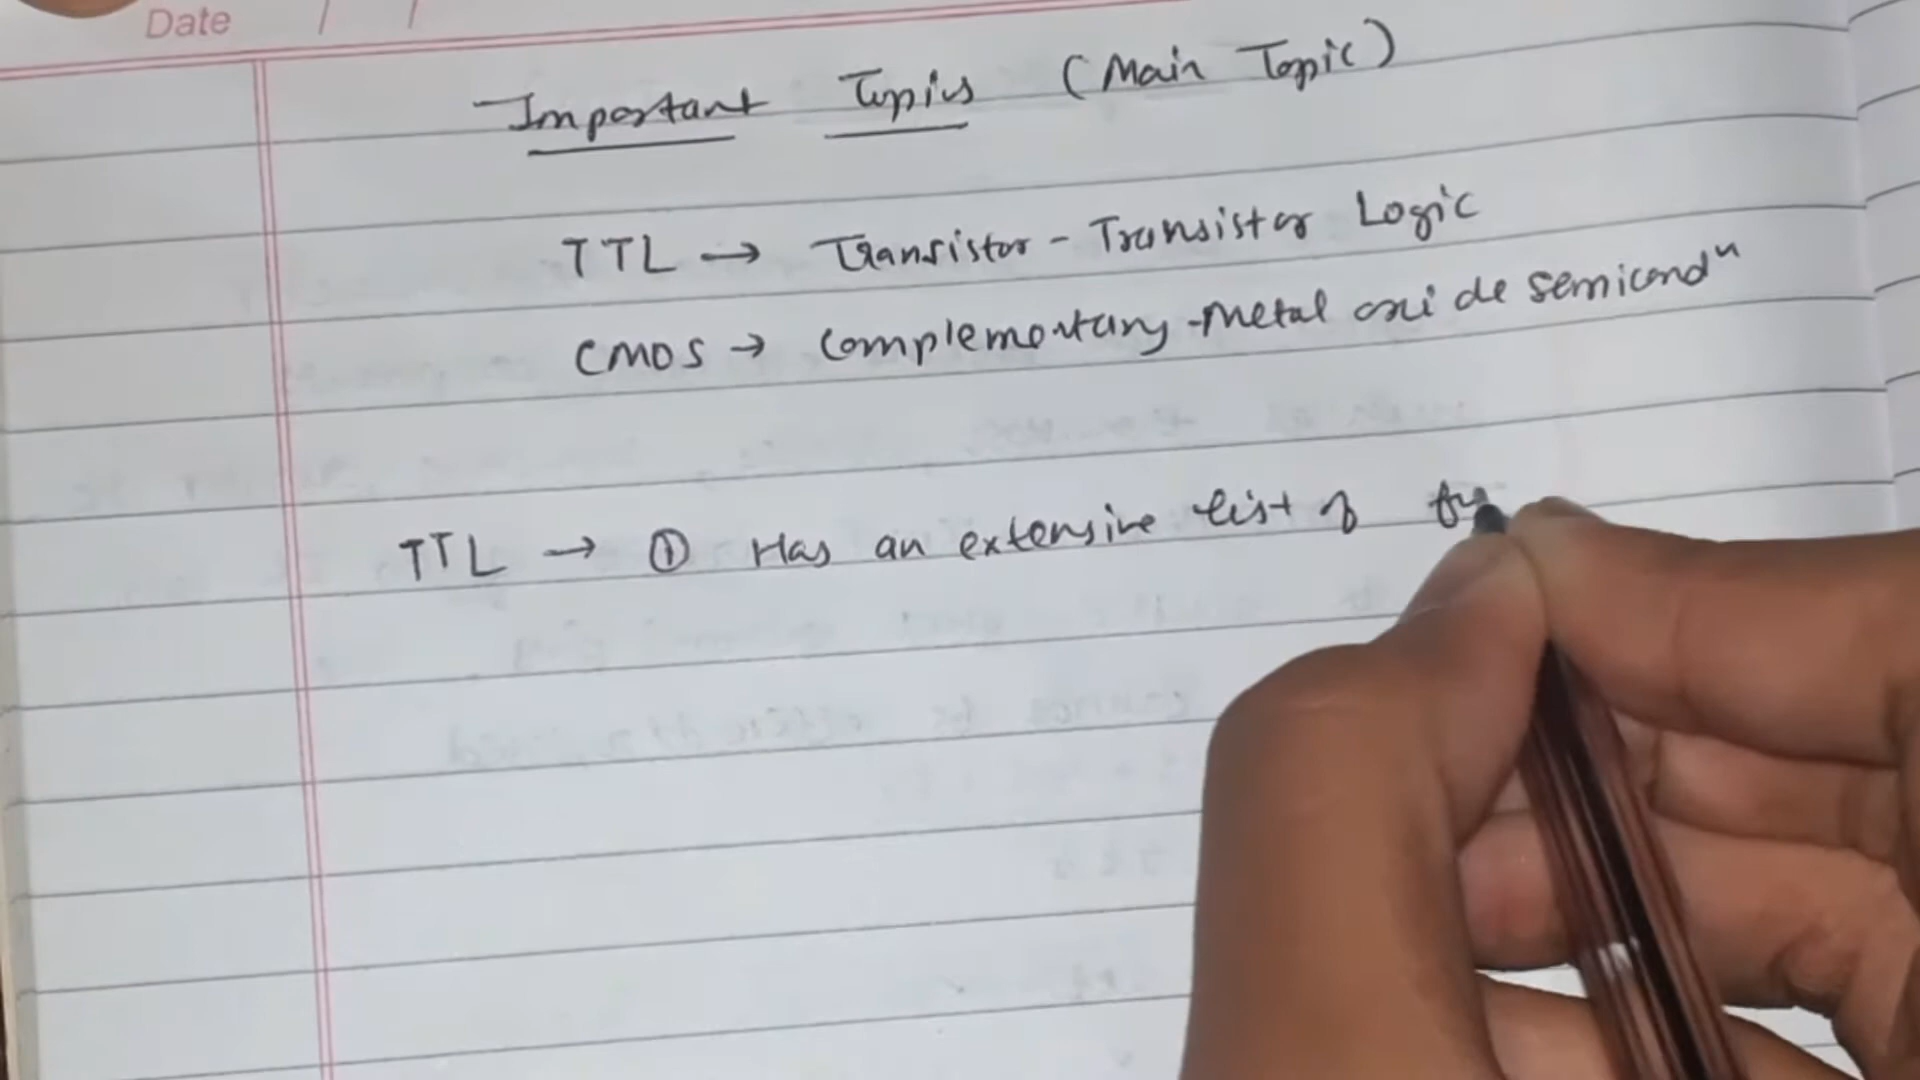 Date / /
Important Topics (Main Topic)
TTL → Transistor - Transistor Logic
CMOS → Complementary - Metal oxide semicondⁿ
TTL → ① Has an extensive list of